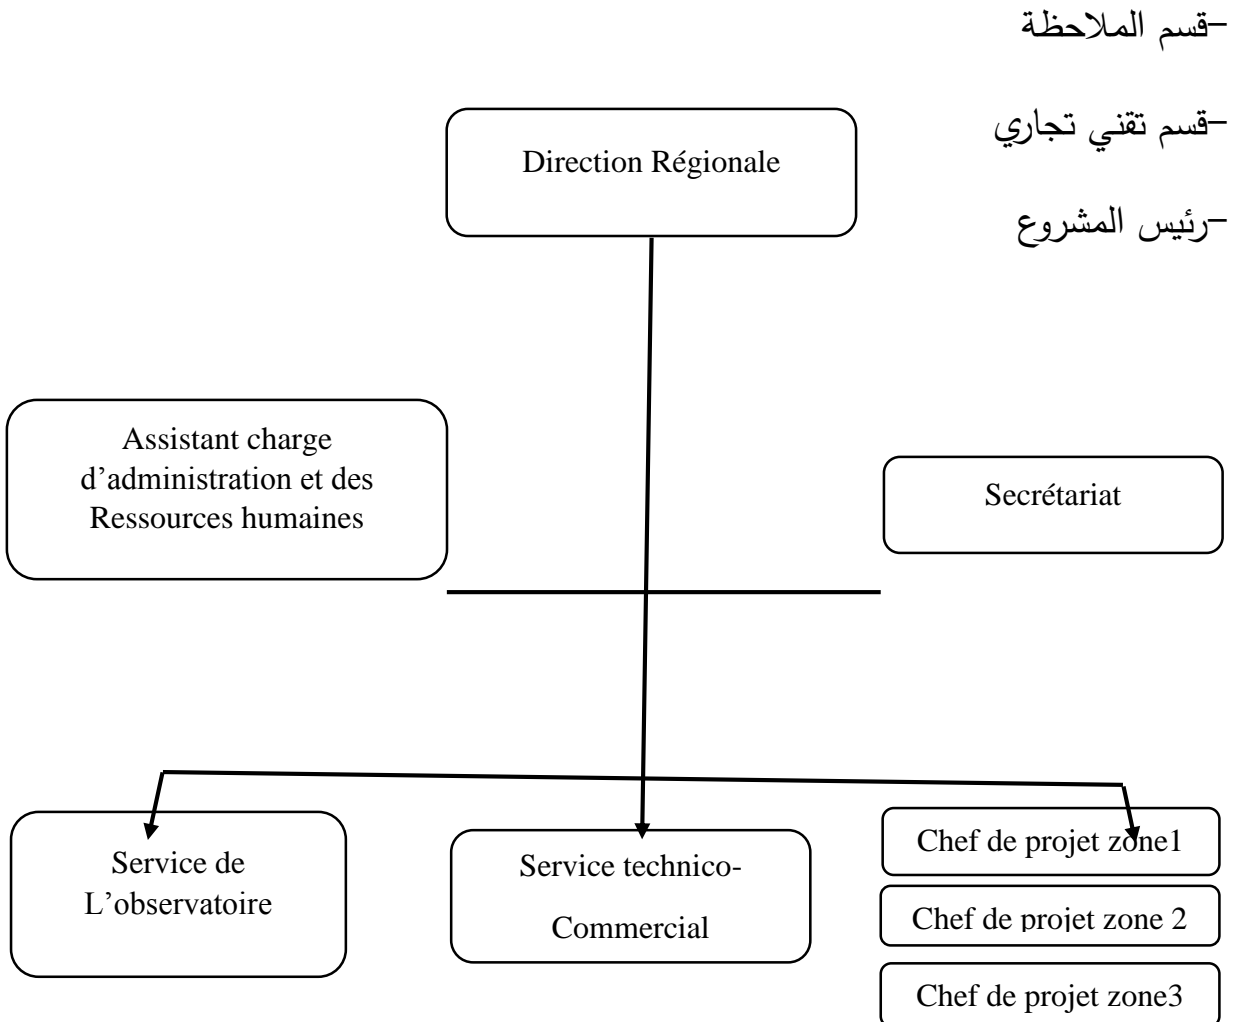 -قسم الملاحظة
-قسم تقني تجاري
-رئيس المشروع
Direction Régionale
Assistant charge
d’administration et des
Ressources humaines
Secrétariat
Service de
L’observatoire
Service technico-
Commercial
Chef de projet zone1
Chef de projet zone 2
Chef de projet zone3